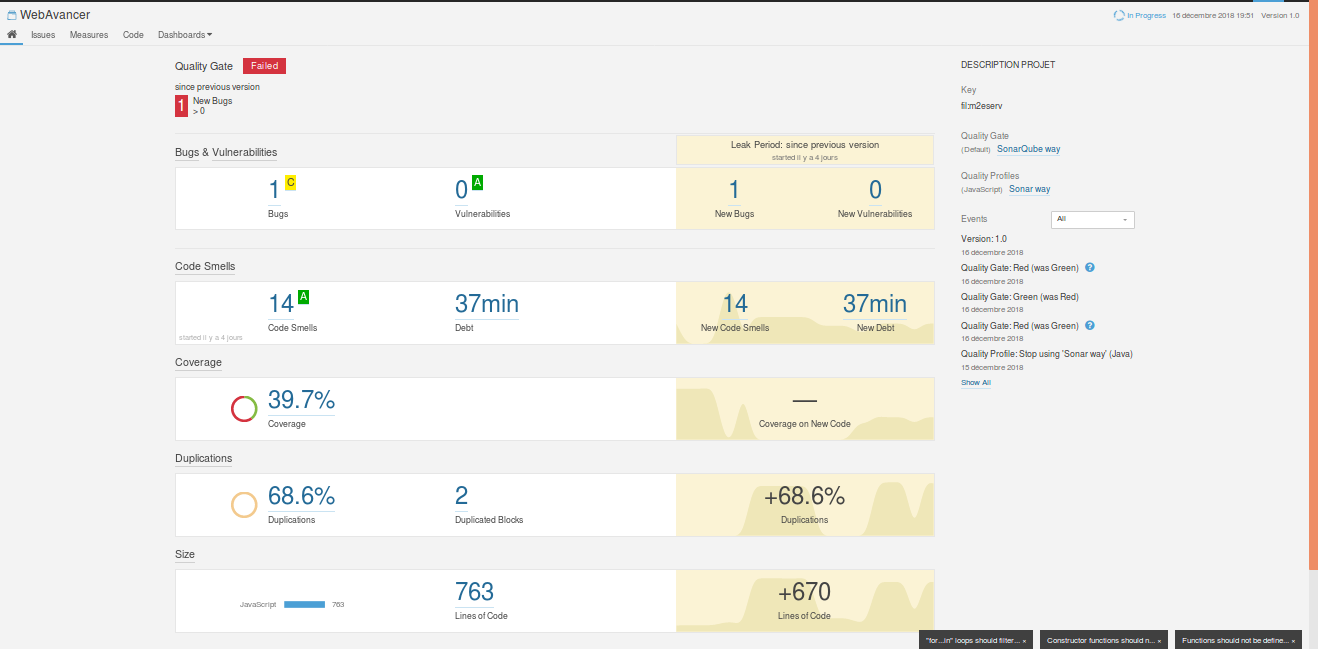 WebAvancer
In Progress 16 décembre 2018 19:51 Version 1.0
Issues Measures Code Dashboards
Quality Gate Failed
since previous version
1 New Bugs
> 0
Bugs & Vulnerabilities
Leak Period: since previous version
started il y a 4 jours
1 C
Bugs
0 A
Vulnerabilities
1
New Bugs
0
New Vulnerabilities
Code Smells
14 A
Code Smells
37min
Debt
started il y a 4 jours
14
New Code Smells
37min
New Debt
Coverage
39.7%
Coverage
—
Coverage on New Code
Duplications
68.6%
Duplications
2
Duplicated Blocks
+68.6%
Duplications
Size
JavaScript 763
763
Lines of Code
+670
Lines of Code
DESCRIPTION PROJET
Key
fil:m2eserv
Quality Gate
(Default) SonarQube way
Quality Profiles
(JavaScript) Sonar way
Events All
Version: 1.0
16 décembre 2018
Quality Gate: Red (was Green) ?
16 décembre 2018
Quality Gate: Green (was Red)
16 décembre 2018
Quality Gate: Red (was Green) ?
16 décembre 2018
Quality Profile: Stop using 'Sonar way' (Java)
15 décembre 2018
Show All
"for...in" loops should filter... × Constructor functions should n... × Functions should not be define... ×